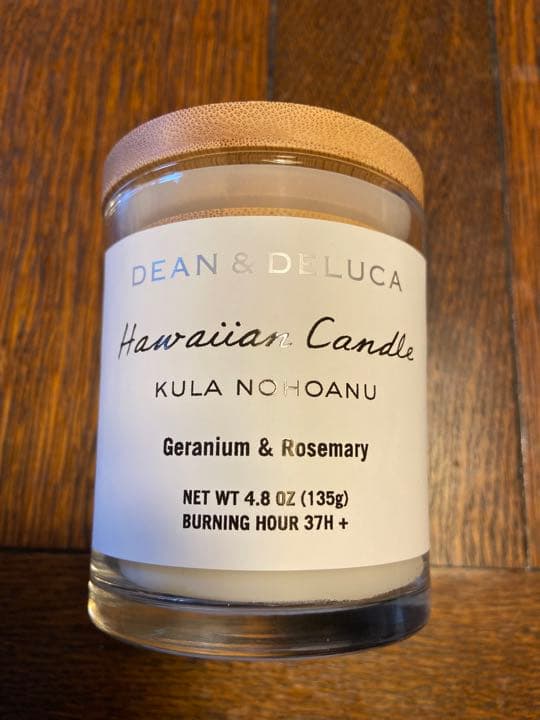 DEAN & DELUCA
Hawaiian Candle
KULA NOHOANU
Geranium & Rosemary
NET WT 4.8 OZ (135g)
BURNING HOUR 37H +